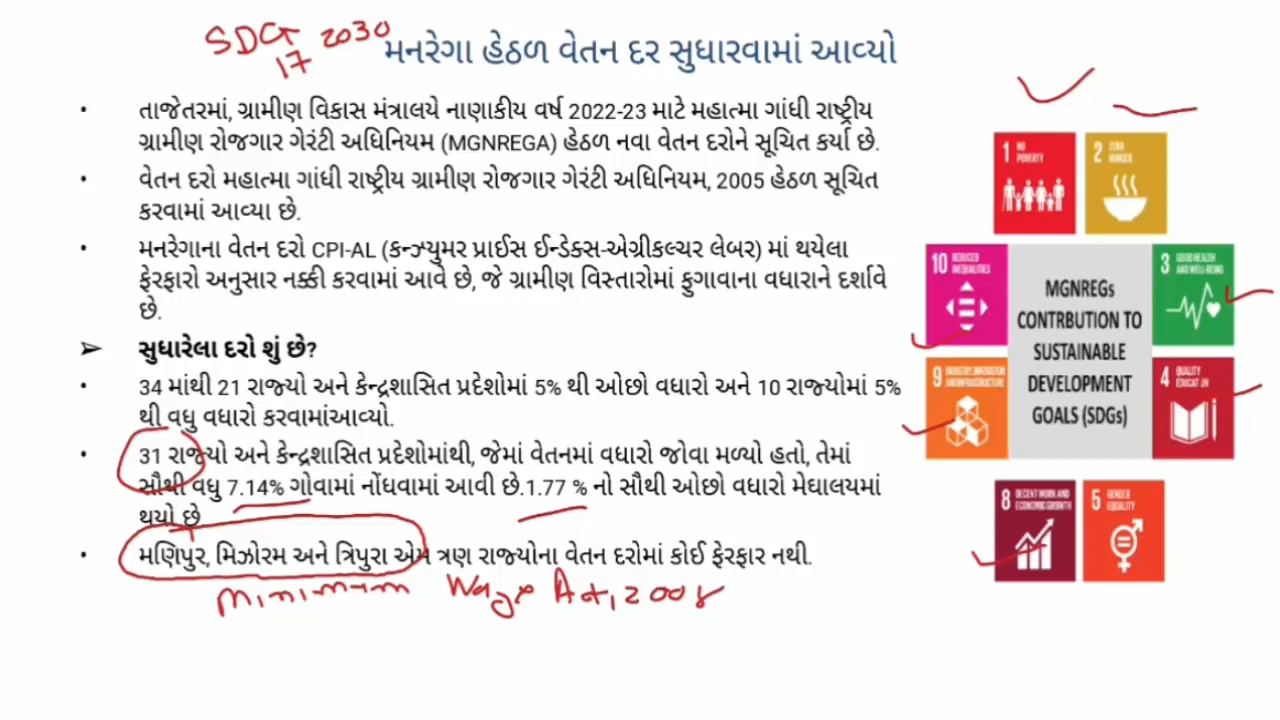 SDG 2030
17
મનરેગા હેઠળ વેતન દર સુધારવામાં આવ્યો
• તાજેતરમાં, ગ્રામીણ વિકાસ મંત્રાલયે નાણાકીય વર્ષ 2022-23 માટે મહાત્મા ગાંધી રાષ્ટ્રીય
ગ્રામીણ રોજગાર ગેરંટી અધિનિયમ (MGNREGA) હેઠળ નવા વેતન દરોને સૂચિત કર્યા છે.
• વેતન દરો મહાત્મા ગાંધી રાષ્ટ્રીય ગ્રામીણ રોજગાર ગેરંટી અધિનિયમ, 2005 હેઠળ સૂચિત
કરવામાં આવ્યા છે.
• મનરેગાના વેતન દરો CPI-AL (કન્ઝ્યુમર પ્રાઈસ ઈન્ડેક્સ-એગ્રીકલ્ચર લેબર) માં થયેલા
ફેરફારો અનુસાર નક્કી કરવામાં આવે છે, જે ગ્રામીણ વિસ્તારોમાં ફુગાવાના વધારાને દર્શાવે
છે.
➢ સુધારેલા દરો શું છે?
• 34 માંથી 21 રાજ્યો અને કેન્દ્રશાસિત પ્રદેશોમાં 5% થી ઓછો વધારો અને 10 રાજ્યોમાં 5%
થી વધુ વધારો કરવામાંઆવ્યો.
• 31 રાજ્યો અને કેન્દ્રશાસિત પ્રદેશોમાંથી, જેમાં વેતનમાં વધારો જોવા મળ્યો હતો, તેમાં
સૌથી વધુ 7.14% ગોવામાં નોંધવામાં આવી છે.1.77 % નો સૌથી ઓછો વધારો મેઘાલયમાં
થયો છે
• મણિપુર, મિઝોરમ અને ત્રિપુરા એમ ત્રણ રાજ્યોના વેતન દરોમાં કોઈ ફેરફાર નથી.
Minimum Wage Act,
1 NO POVERTY
2 ZERO HUNGER
10 REDUCED INEQUALITIES
3 GOOD HEALTH AND WELL-BEING
MGNREGs
CONTRBUTION TO
SUSTAINABLE
DEVELOPMENT
GOALS (SDGs)
9 INDUSTRY, INNOVATION AND INFRASTRUCTURE
4 QUALITY EDUCATION
8 DECENT WORK AND ECONOMIC GROWTH
5 GENDER EQUALITY